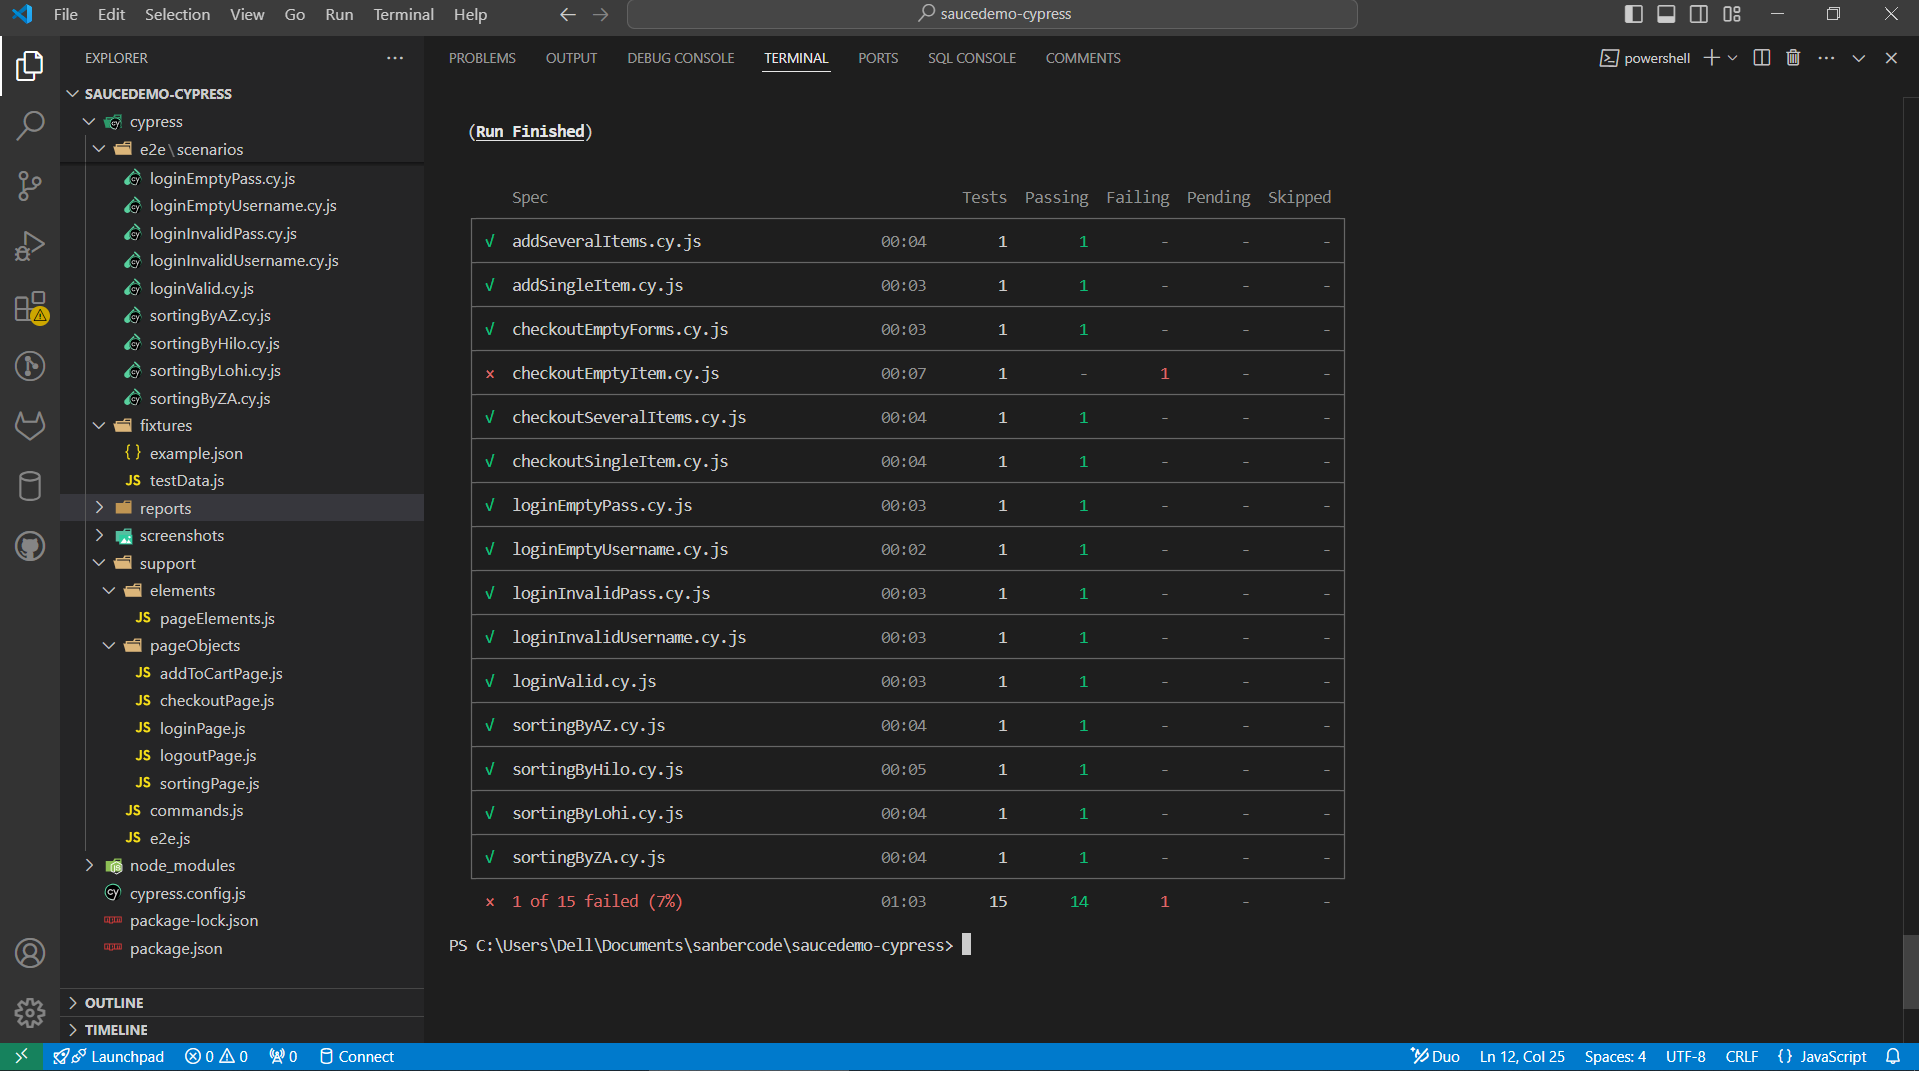 File Edit Selection View Go Run Terminal Help
saucedemo-cypress
EXPLORER
SAUCEDEMO-CYPRESS
cypress
e2e\scenarios
loginEmptyPass.cy.js
loginEmptyUsername.cy.js
loginInvalidPass.cy.js
loginInvalidUsername.cy.js
loginValid.cy.js
sortingByAZ.cy.js
sortingByHilo.cy.js
sortingByLohi.cy.js
sortingByZA.cy.js
fixtures
{} example.json
JS testData.js
reports
screenshots
support
elements
JS pageElements.js
pageObjects
JS addToCartPage.js
JS checkoutPage.js
JS loginPage.js
JS logoutPage.js
JS sortingPage.js
JS commands.js
JS e2e.js
node_modules
cypress.config.js
package-lock.json
package.json
OUTLINE
TIMELINE
PROBLEMS OUTPUT DEBUG CONSOLE TERMINAL PORTS SQL CONSOLE COMMENTS
powershell
(Run Finished)
Spec Tests Passing Failing Pending Skipped
√ addSeveralItems.cy.js 00:04 1 1 - - -
√ addSingleItem.cy.js 00:03 1 1 - - -
√ checkoutEmptyForms.cy.js 00:03 1 1 - - -
× checkoutEmptyItem.cy.js 00:07 1 - 1 - -
√ checkoutSeveralItems.cy.js 00:04 1 1 - - -
√ checkoutSingleItem.cy.js 00:04 1 1 - - -
√ loginEmptyPass.cy.js 00:03 1 1 - - -
√ loginEmptyUsername.cy.js 00:02 1 1 - - -
√ loginInvalidPass.cy.js 00:03 1 1 - - -
√ loginInvalidUsername.cy.js 00:03 1 1 - - -
√ loginValid.cy.js 00:03 1 1 - - -
√ sortingByAZ.cy.js 00:04 1 1 - - -
√ sortingByHilo.cy.js 00:05 1 1 - - -
√ sortingByLohi.cy.js 00:04 1 1 - - -
√ sortingByZA.cy.js 00:04 1 1 - - -
× 1 of 15 failed (7%) 01:03 15 14 1 - -
PS C:\Users\Dell\Documents\sanbercode\saucedemo-cypress>
Launchpad 0 0 0 Connect Duo Ln 12, Col 25 Spaces: 4 UTF-8 CRLF {} JavaScript